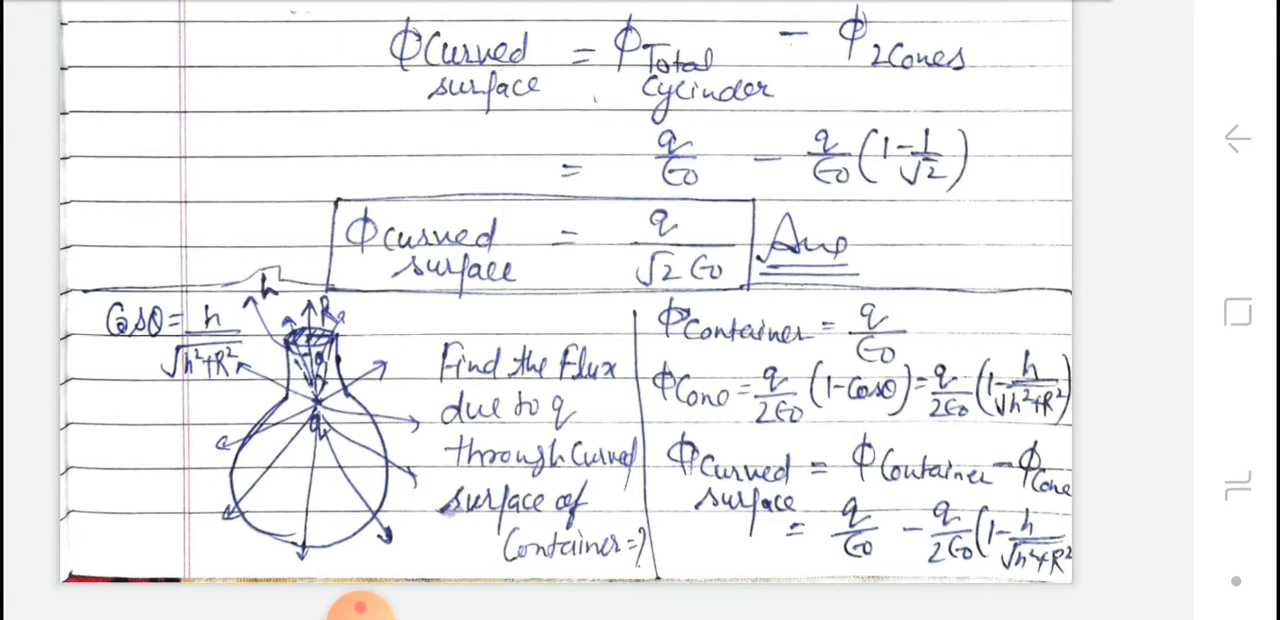 ϕCurved surface = ϕTotal Cylinder - ϕ2Cones
= q/ε0 - q/ε0 (1-1/√2)
ϕcurved surface = q/√2 ε0 Ans
h
Cosθ = h/√h²+R²
R
q
Find the Flux
due to q
through Curved
surface of
Container=?
ϕContainer = q/ε0
ϕCone = q/2ε0 (1-Cosθ) = q/2ε0 (1-h/√h²+R²)
ϕCurved surface = ϕContainer - ϕCone
= q/ε0 - q/2ε0 (1-h/√h²+R²